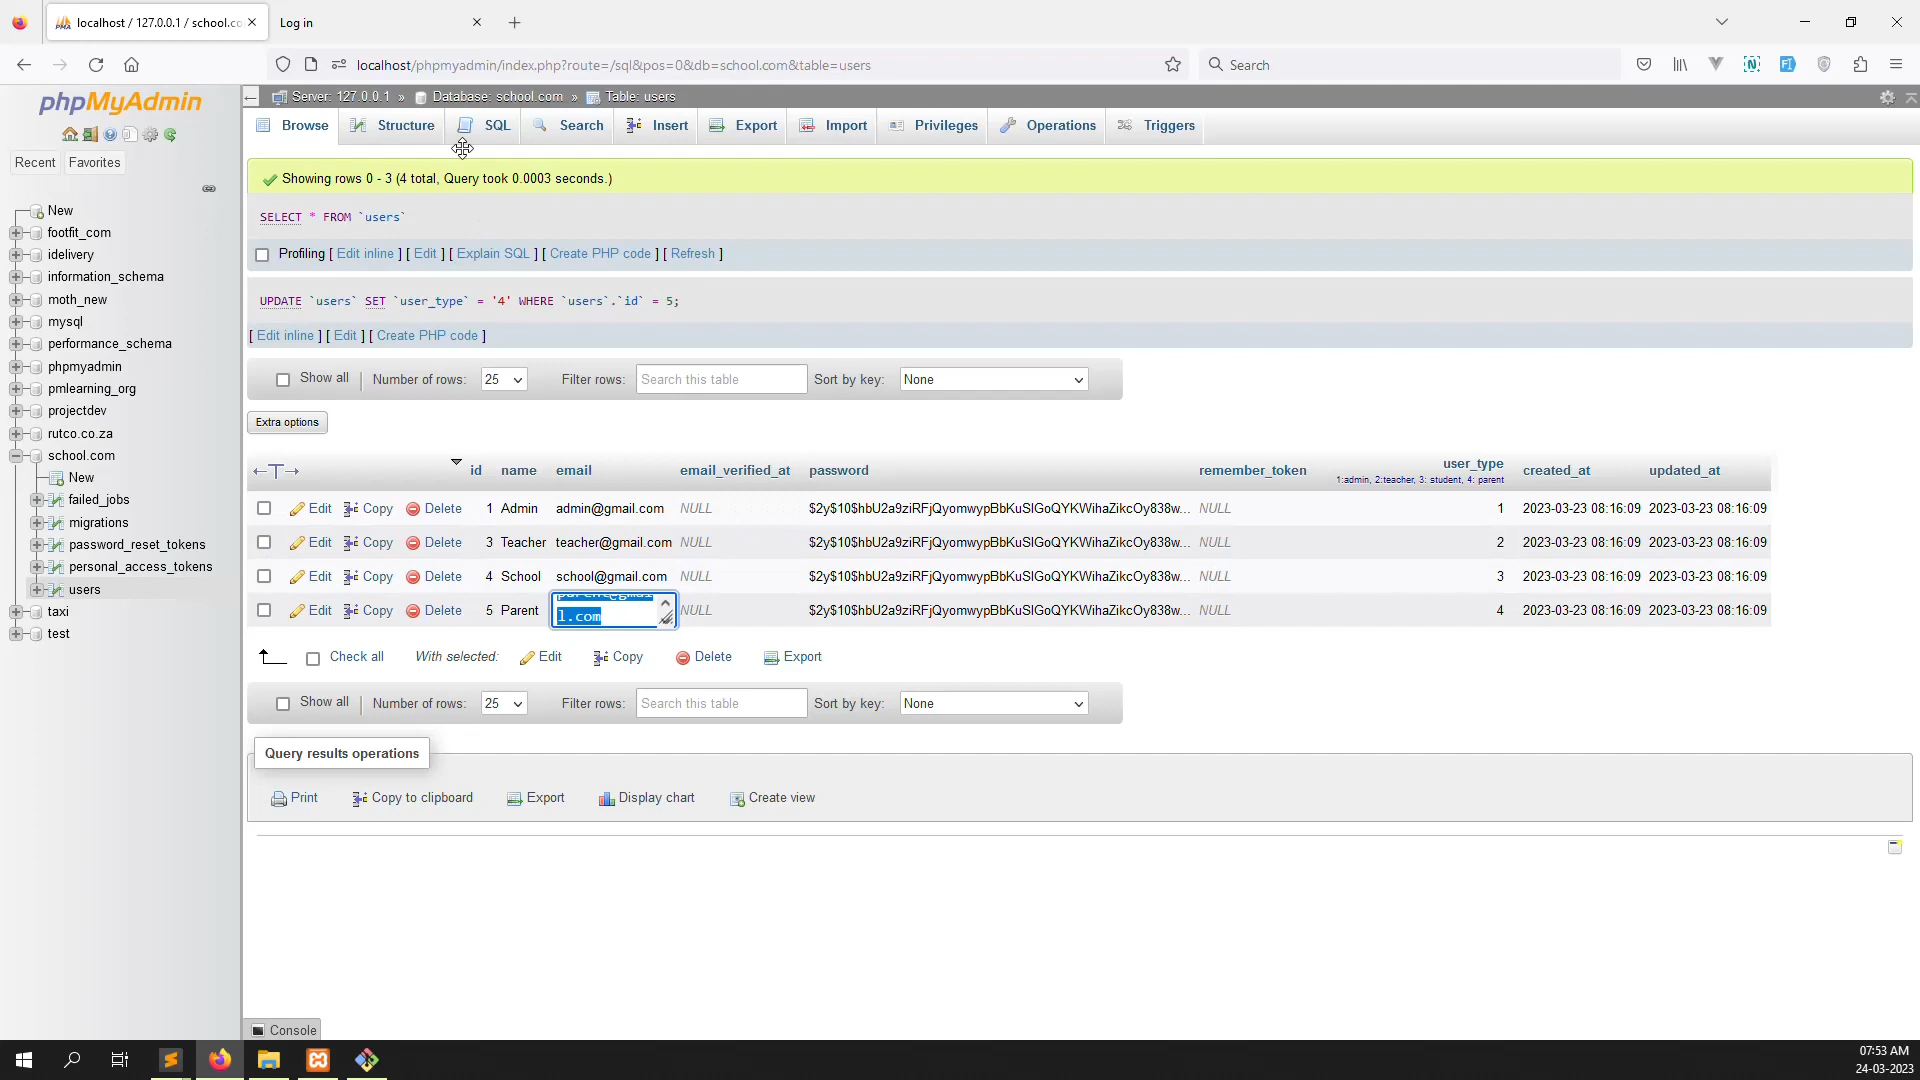 localhost / 127.0.0.1 / school.co
Log in
localhost/phpmyadmin/index.php?route=/sql&pos=0&db=school.com&table=users
Search
phpMyAdmin
Recent
Favorites
New
footfit_com
idelivery
information_schema
moth_new
mysql
performance_schema
phpmyadmin
pmlearning_org
projectdev
rutco.co.za
school.com
New
failed_jobs
migrations
password_reset_tokens
personal_access_tokens
users
taxi
test
Server: 127.0.0.1 » Database: school.com » Table: users
Browse Structure SQL Search Insert Export Import Privileges Operations Triggers
Showing rows 0 - 3 (4 total, Query took 0.0003 seconds.)
SELECT * FROM `users`
Profiling [ Edit inline ] [ Edit ] [ Explain SQL ] [ Create PHP code ] [ Refresh ]
UPDATE `users` SET `user_type` = '4' WHERE `users`.`id` = 5;
[ Edit inline ] [ Edit ] [ Create PHP code ]
Show all Number of rows: 25 Filter rows: Search this table Sort by key: None
Extra options
id name email email_verified_at password remember_token user_type created_at updated_at
1:admin, 2:teacher, 3: student, 4: parent
Edit Copy Delete 1 Admin admin@gmail.com NULL $2y$10$hbU2a9ziRFjQyomwypBbKuSlGoQYKWihaZikcOy838w... NULL 1 2023-03-23 08:16:09 2023-03-23 08:16:09
Edit Copy Delete 3 Teacher teacher@gmail.com NULL $2y$10$hbU2a9ziRFjQyomwypBbKuSlGoQYKWihaZikcOy838w... NULL 2 2023-03-23 08:16:09 2023-03-23 08:16:09
Edit Copy Delete 4 School school@gmail.com NULL $2y$10$hbU2a9ziRFjQyomwypBbKuSlGoQYKWihaZikcOy838w... NULL 3 2023-03-23 08:16:09 2023-03-23 08:16:09
Edit Copy Delete 5 Parent parent@gmail.com NULL $2y$10$hbU2a9ziRFjQyomwypBbKuSlGoQYKWihaZikcOy838w... NULL 4 2023-03-23 08:16:09 2023-03-23 08:16:09
Check all With selected: Edit Copy Delete Export
Show all Number of rows: 25 Filter rows: Search this table Sort by key: None
Query results operations
Print Copy to clipboard Export Display chart Create view
Console
07:53 AM
24-03-2023